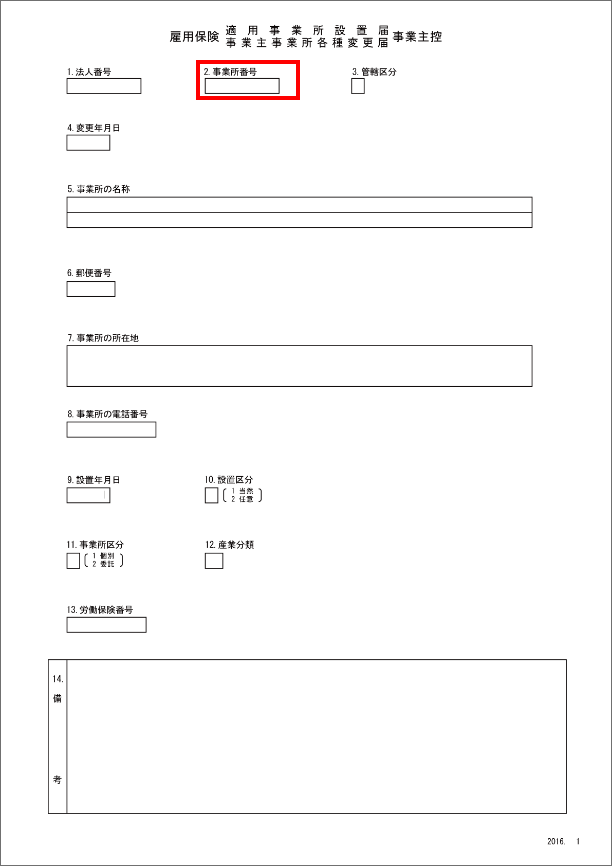 雇用保険 適用事業所設置届 事業主控
事業主事業所各種変更届
1. 法人番号 2. 事業所番号 3. 管轄区分
4. 変更年月日
5. 事業所の名称
6. 郵便番号
7. 事業所の所在地
8. 事業所の電話番号
9. 設置年月日 10. 設置区分
1 当然
2 任意
11. 事業所区分 12. 産業分類
1 個別
2 委託
13. 労働保険番号
14.
備
考
2016. 1